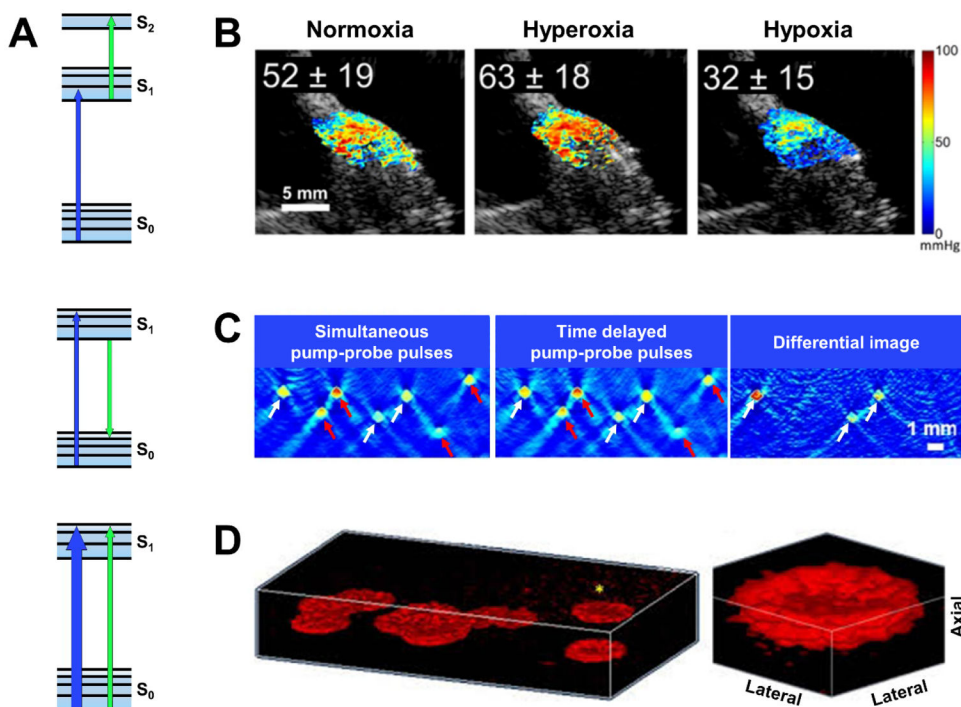 A
S2
S1
S0
S1
S0
S1
S0
B
Normoxia
Hyperoxia
Hypoxia
52 ± 19
63 ± 18
32 ± 15
5 mm
100
50
0
mmHg
C
Simultaneous
pump-probe pulses
Time delayed
pump-probe pulses
Differential image
1 mm
D
*
Axial
Lateral
Lateral